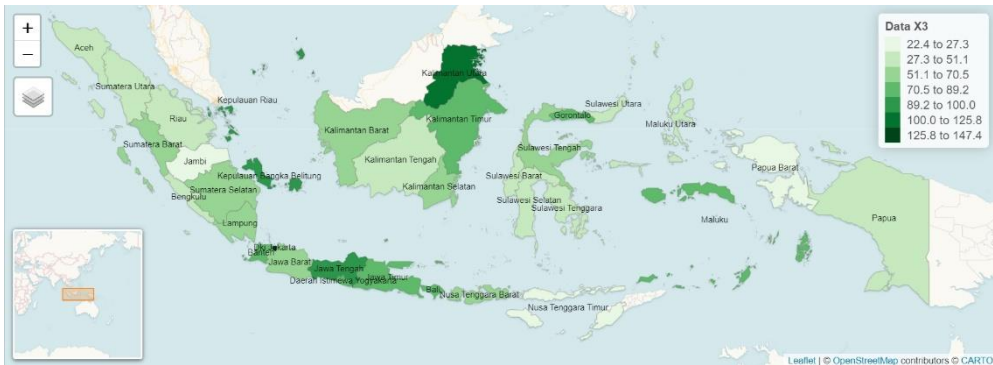 +
−
Data X3
22.4 to 27.3
27.3 to 51.1
51.1 to 70.5
70.5 to 89.2
89.2 to 100.0
100.0 to 125.8
125.8 to 147.4
Aceh
Sumatera Utara
Kepulauan Riau
Riau
Sumatera Barat
Jambi
Kepulauan Bangka Belitung
Sumatera Selatan
Bengkulu
Lampung
Dki Jakarta
Banten
Jawa Barat
Jawa Tengah
Jawa Timur
Daerah Istimewa Yogyakarta
Bali
Nusa Tenggara Barat
Nusa Tenggara Timur
Kalimantan Utara
Kalimantan Timur
Kalimantan Barat
Kalimantan Tengah
Kalimantan Selatan
Sulawesi Utara
Gorontalo
Sulawesi Tengah
Sulawesi Barat
Sulawesi Selatan
Sulawesi Tenggara
Maluku Utara
Maluku
Papua Barat
Papua
Leaflet | © OpenStreetMap contributors © CARTO